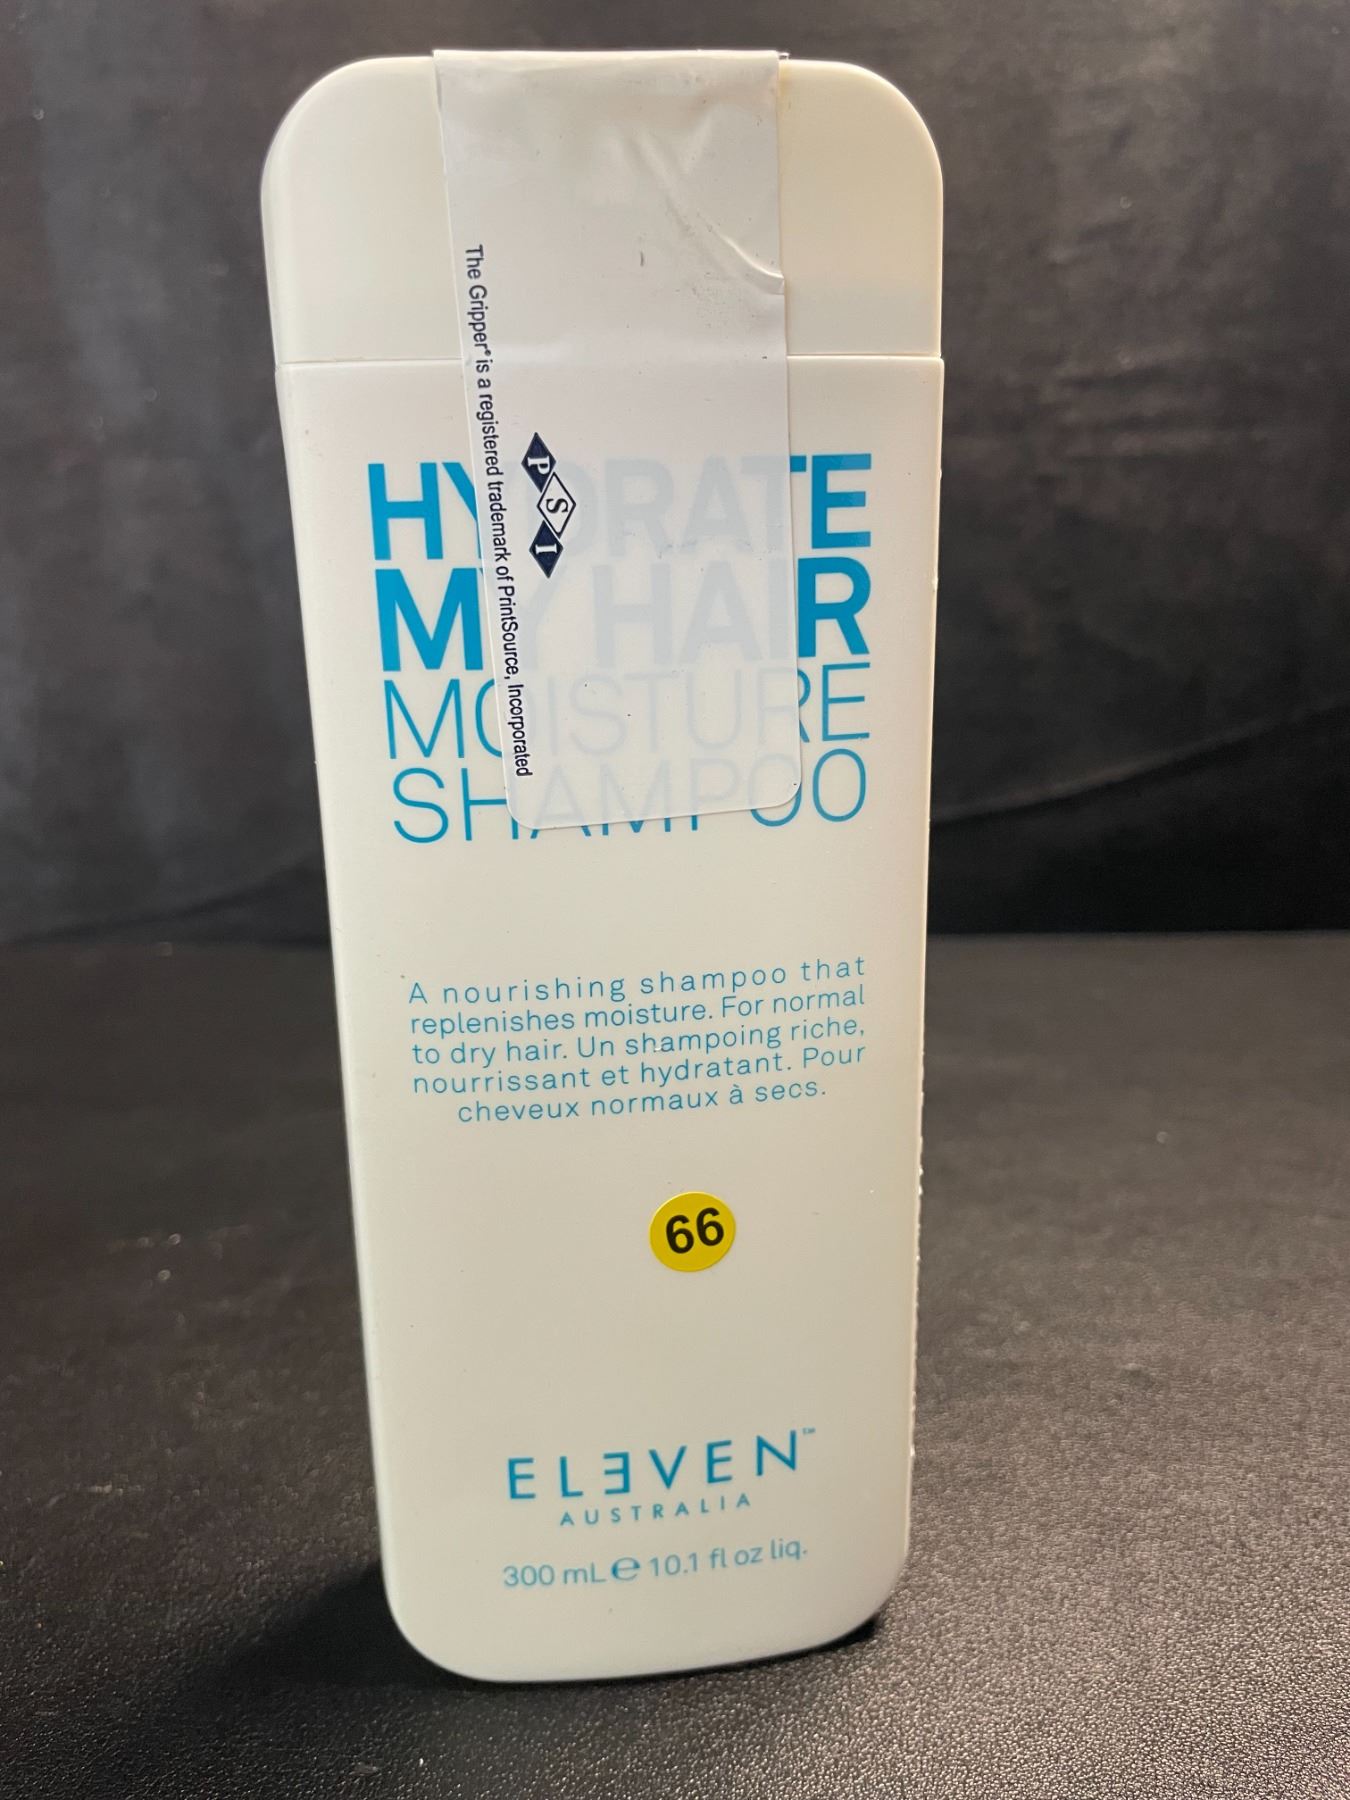 The Gripper® is a registered trademark of PrintSource, Incorporated
PSI
HYDRATE
MY HAIR
MOISTURE
SHAMPOO
A nourishing shampoo that
replenishes moisture. For normal
to dry hair. Un shampoing riche,
nourrissant et hydratant. Pour
cheveux normaux à secs.
66
ELEVEN™
AUSTRALIA
300 mL ℮ 10.1 fl oz liq.